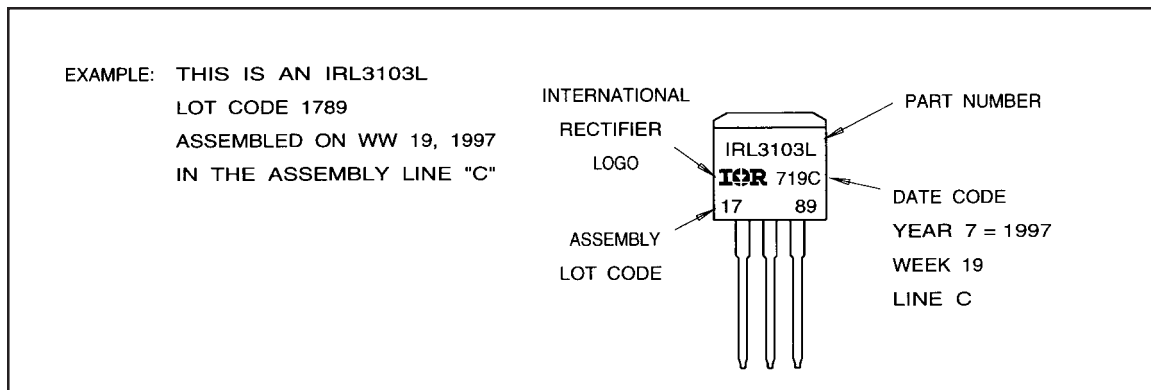 EXAMPLE: THIS IS AN IRL3103L
LOT CODE 1789
ASSEMBLED ON WW 19, 1997
IN THE ASSEMBLY LINE "C"
INTERNATIONAL
RECTIFIER
LOGO
ASSEMBLY
LOT CODE
IRL3103L
IOR 719C
17 89
PART NUMBER
DATE CODE
YEAR 7 = 1997
WEEK 19
LINE C